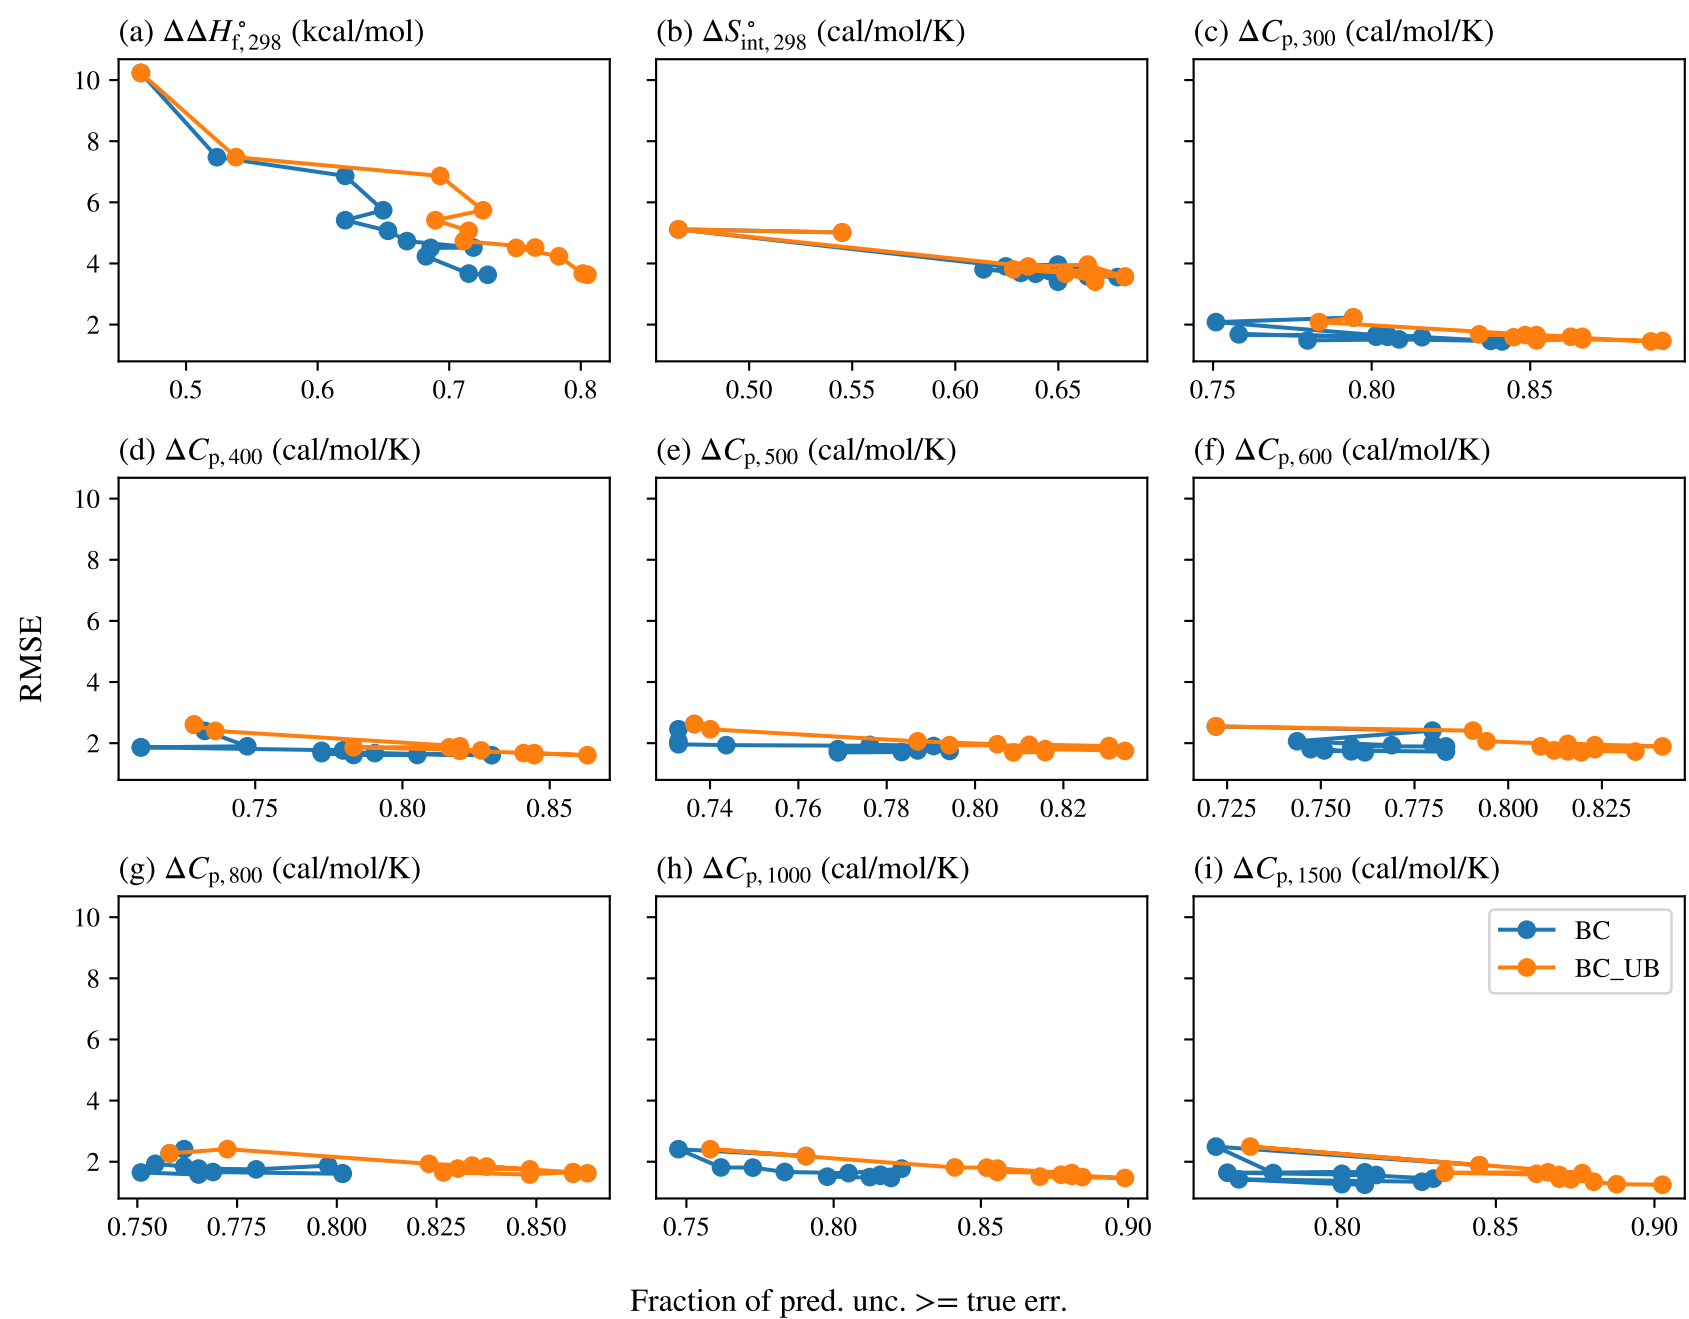 (a) ΔΔH°f, 298 (kcal/mol)
(b) ΔS°int, 298 (cal/mol/K)
(c) ΔCp, 300 (cal/mol/K)
10
8
6
4
2
0.5 0.6 0.7 0.8
0.50 0.55 0.60 0.65
0.75 0.80 0.85
(d) ΔCp, 400 (cal/mol/K)
(e) ΔCp, 500 (cal/mol/K)
(f) ΔCp, 600 (cal/mol/K)
10
8
6
4
2
0.75 0.80 0.85
0.74 0.76 0.78 0.80 0.82
0.725 0.750 0.775 0.800 0.825
RMSE
(g) ΔCp, 800 (cal/mol/K)
(h) ΔCp, 1000 (cal/mol/K)
(i) ΔCp, 1500 (cal/mol/K)
10
8
6
4
2
BC
BC_UB
0.750 0.775 0.800 0.825 0.850
0.75 0.80 0.85 0.90
0.80 0.85 0.90
Fraction of pred. unc. >= true err.